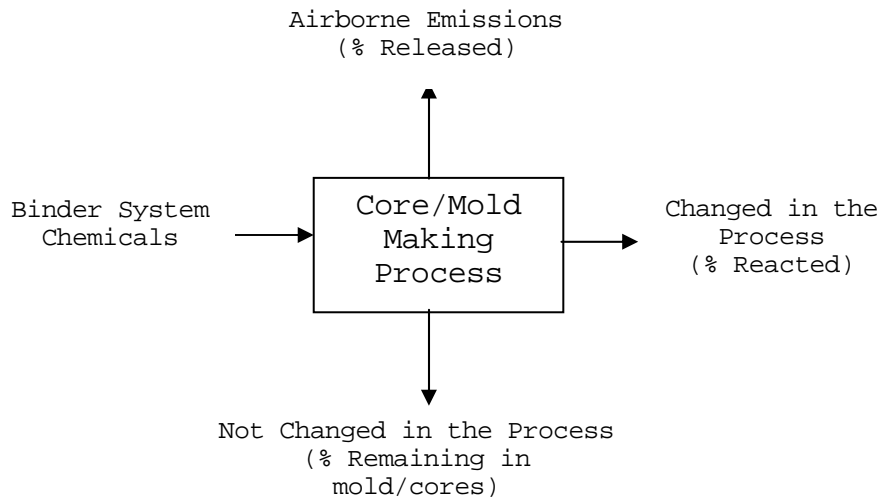 Airborne Emissions
(% Released)
Binder System
Chemicals
Core/Mold
Making
Process
Changed in the
Process
(% Reacted)
Not Changed in the Process
(% Remaining in
mold/cores)